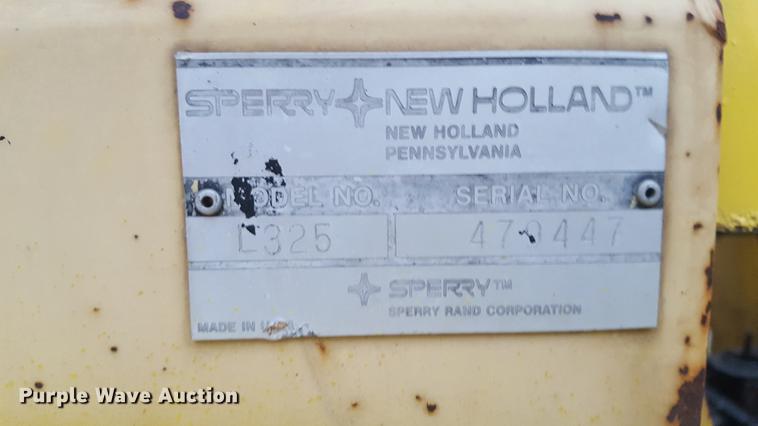 SPERRY NEW HOLLAND™
NEW HOLLAND
PENNSYLVANIA
MODEL NO. SERIAL NO.
L325 470447
SPERRY™
SPERRY RAND CORPORATION
MADE IN U.S.A.
Purple Wave Auction